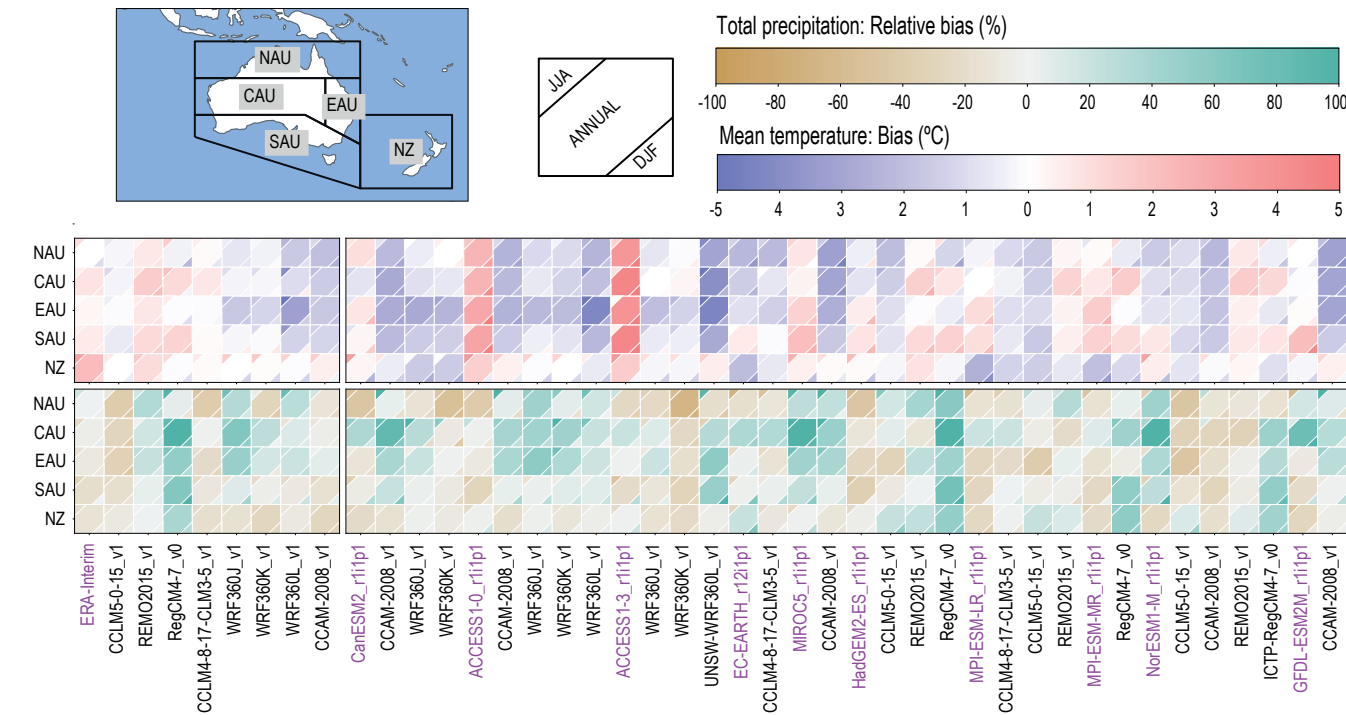 NAU
CAU
EAU
SAU
NZ
JJA
ANNUAL
DJF
Total precipitation: Relative bias (%)
-100 -80 -60 -40 -20 0 20 40 60 80 100
Mean temperature: Bias (ºC)
-5 4 3 2 1 0 1 2 3 4 5
NAU
CAU
EAU
SAU
NZ
NAU
CAU
EAU
SAU
NZ
ERA-Interim
CCLM5-0-15_v1
REMO2015_v1
RegCM4-7_v0
CCLM4-8-17-CLM3-5_v1
WRF360J_v1
WRF360K_v1
WRF360L_v1
CCAM-2008_v1
CanESM2_r1i1p1
CCAM-2008_v1
WRF360J_v1
WRF360K_v1
ACCESS1-0_r1i1p1
CCAM-2008_v1
WRF360J_v1
WRF360K_v1
WRF360L_v1
ACCESS1-3_r1i1p1
WRF360J_v1
WRF360K_v1
UNSW-WRF360L_v1
EC-EARTH_r12i1p1
CCLM4-8-17-CLM3-5_v1
MIROC5_r1i1p1
CCAM-2008_v1
HadGEM2-ES_r1i1p1
CCLM5-0-15_v1
REMO2015_v1
RegCM4-7_v0
MPI-ESM-LR_r1i1p1
CCLM4-8-17-CLM3-5_v1
CCLM5-0-15_v1
REMO2015_v1
MPI-ESM-MR_r1i1p1
RegCM4-7_v0
NorESM1-M_r1i1p1
CCLM5-0-15_v1
CCAM-2008_v1
REMO2015_v1
ICTP-RegCM4-7_v0
GFDL-ESM2M_r1i1p1
CCAM-2008_v1